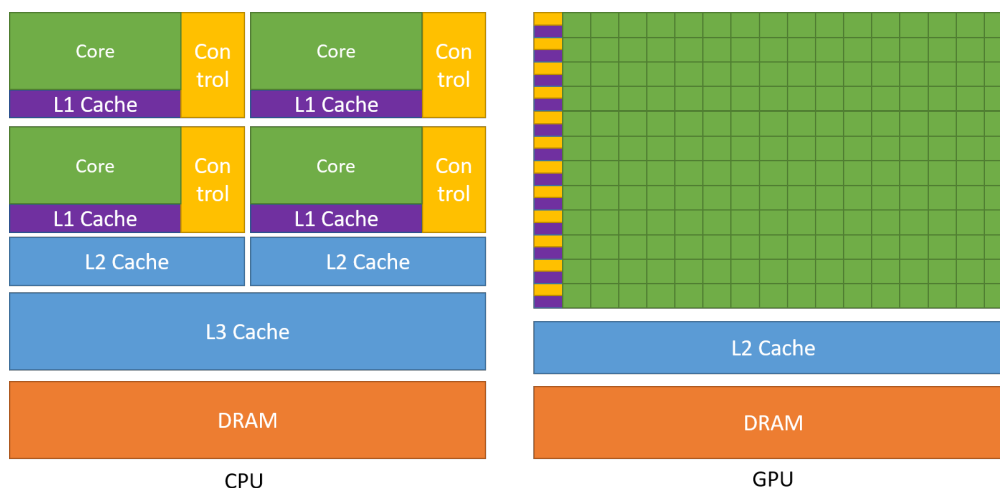 Core
Con
trol
L1 Cache
Core
Con
trol
L1 Cache
Core
Con
trol
L1 Cache
Core
Con
trol
L1 Cache
L2 Cache
L2 Cache
L3 Cache
DRAM
CPU
L2 Cache
DRAM
GPU